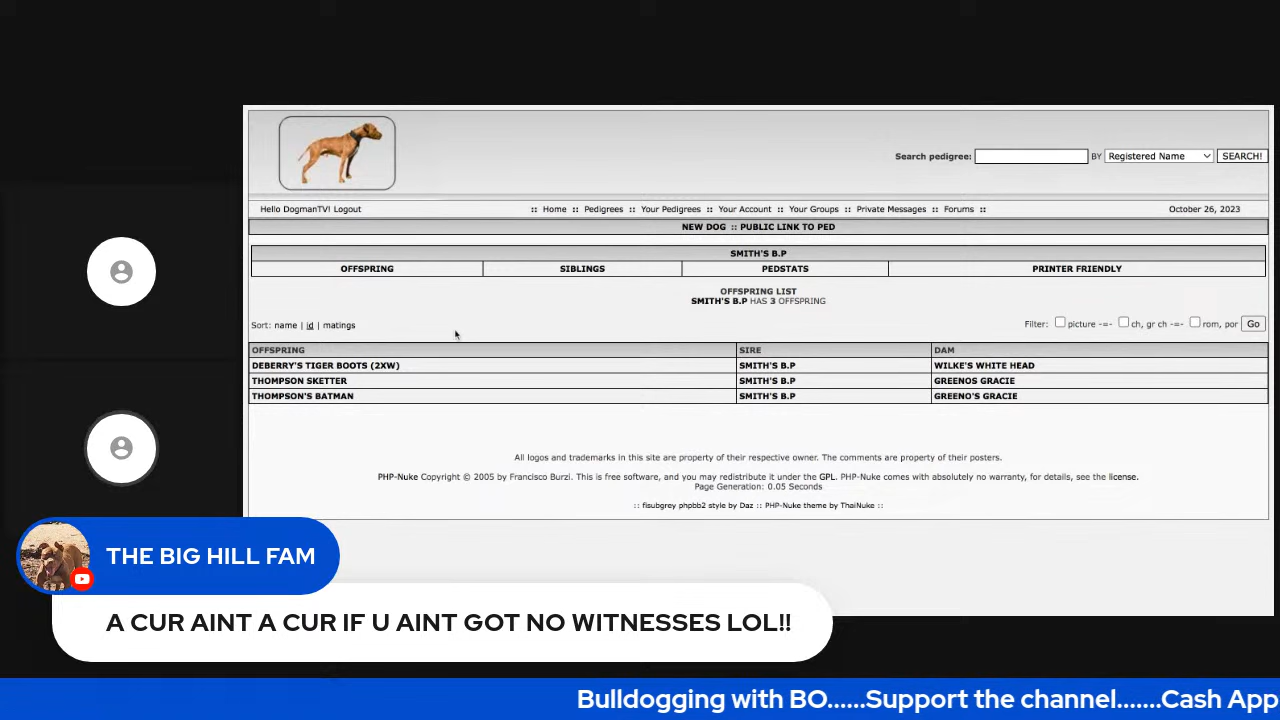 Search pedigree: BY Registered Name SEARCH!
Hello DogmanTV! Logout :: Home :: Pedigrees :: Your Pedigrees :: Your Account :: Your Groups :: Private Messages :: Forums :: October 26, 2023
NEW DOG :: PUBLIC LINK TO PED
SMITH'S B.P
OFFSPRING SIBLINGS PEDSTATS PRINTER FRIENDLY
OFFSPRING LIST
SMITH'S B.P HAS 3 OFFSPRING
Sort: name | id | matings Filter: picture -=- ch, gr ch -=- rom, por Go
OFFSPRING SIRE DAM
DEBERRY'S TIGER BOOTS (2XW) SMITH'S B.P WILKE'S WHITE HEAD
THOMPSON SKETTER SMITH'S B.P GREENOS GRACIE
THOMPSON'S BATMAN SMITH'S B.P GREENO'S GRACIE
All logos and trademarks in this site are property of their respective owner. The comments are property of their posters.
PHP-Nuke Copyright © 2005 by Francisco Burzi. This is free software, and you may redistribute it under the GPL. PHP-Nuke comes with absolutely no warranty, for details, see the license.
Page Generation: 0.05 Seconds
:: fisubgrey phpbb2 style by Daz :: PHP-Nuke theme by ThaiNuke ::
THE BIG HILL FAM
A CUR AINT A CUR IF U AINT GOT NO WITNESSES LOL!!
Bulldogging with BO......Support the channel.......Cash App